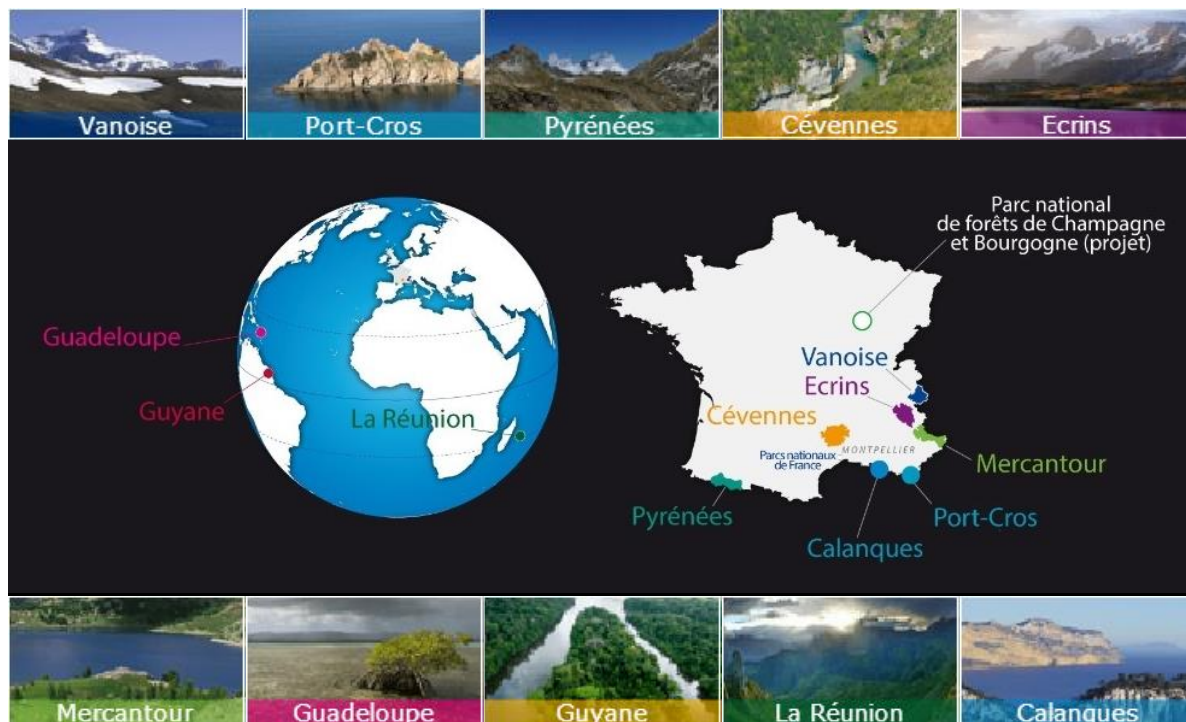 Vanoise
Port-Cros
Pyrénées
Cévennes
Ecrins
Parc national
de forêts de Champagne
et Bourgogne (projet)
Guadeloupe
Guyane
La Réunion
Vanoise
Ecrins
Cévennes
Parcs nationaux
de France
MONTPELLIER
Mercantour
Pyrénées
Port-Cros
Calanques
Mercantour
Guadeloupe
Guyane
La Réunion
Calanques